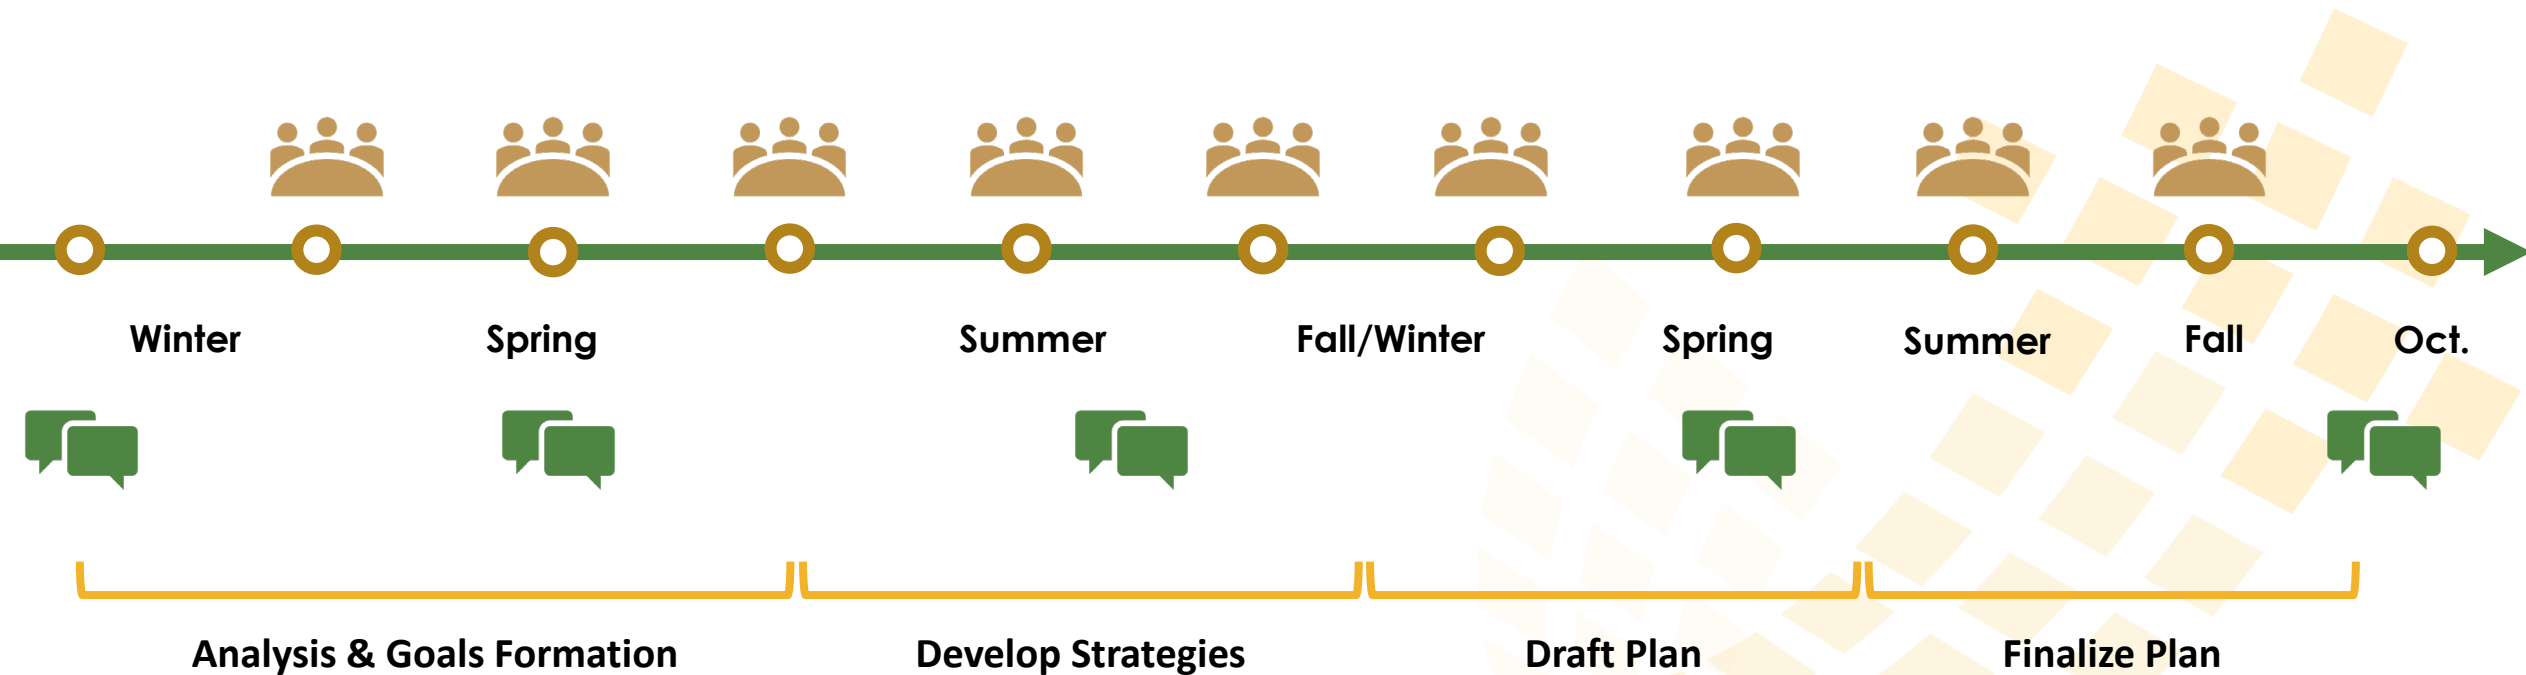 Winter
Spring
Summer
Fall/Winter
Spring
Summer
Fall
Oct.
Analysis & Goals Formation
Develop Strategies
Draft Plan
Finalize Plan